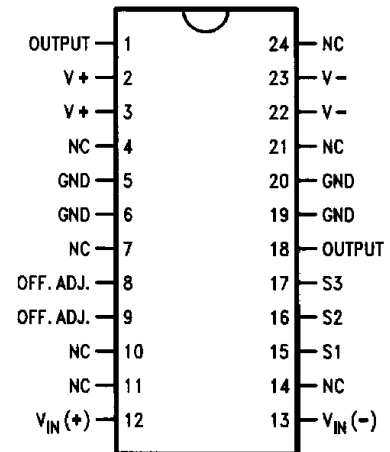 OUTPUT 1 24 NC
V+ 2 23 V-
V+ 3 22 V-
NC 4 21 NC
GND 5 20 GND
GND 6 19 GND
NC 7 18 OUTPUT
OFF. ADJ. 8 17 S3
OFF. ADJ. 9 16 S2
NC 10 15 S1
NC 11 14 NC
VIN(+) 12 13 VIN(-)